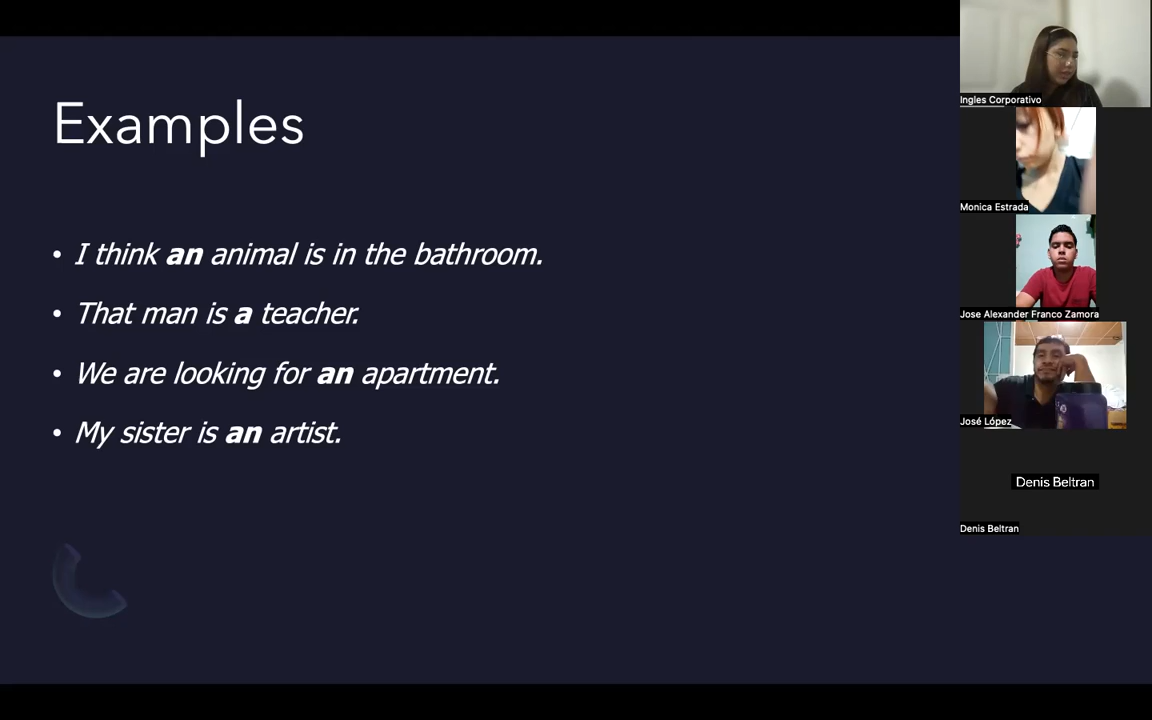 Examples
• I think an animal is in the bathroom.
• That man is a teacher.
• We are looking for an apartment.
• My sister is an artist.
Ingles Corporativo
Monica Estrada
Jose Alexander Franco Zamora
José López
Denis Beltran
Denis Beltran